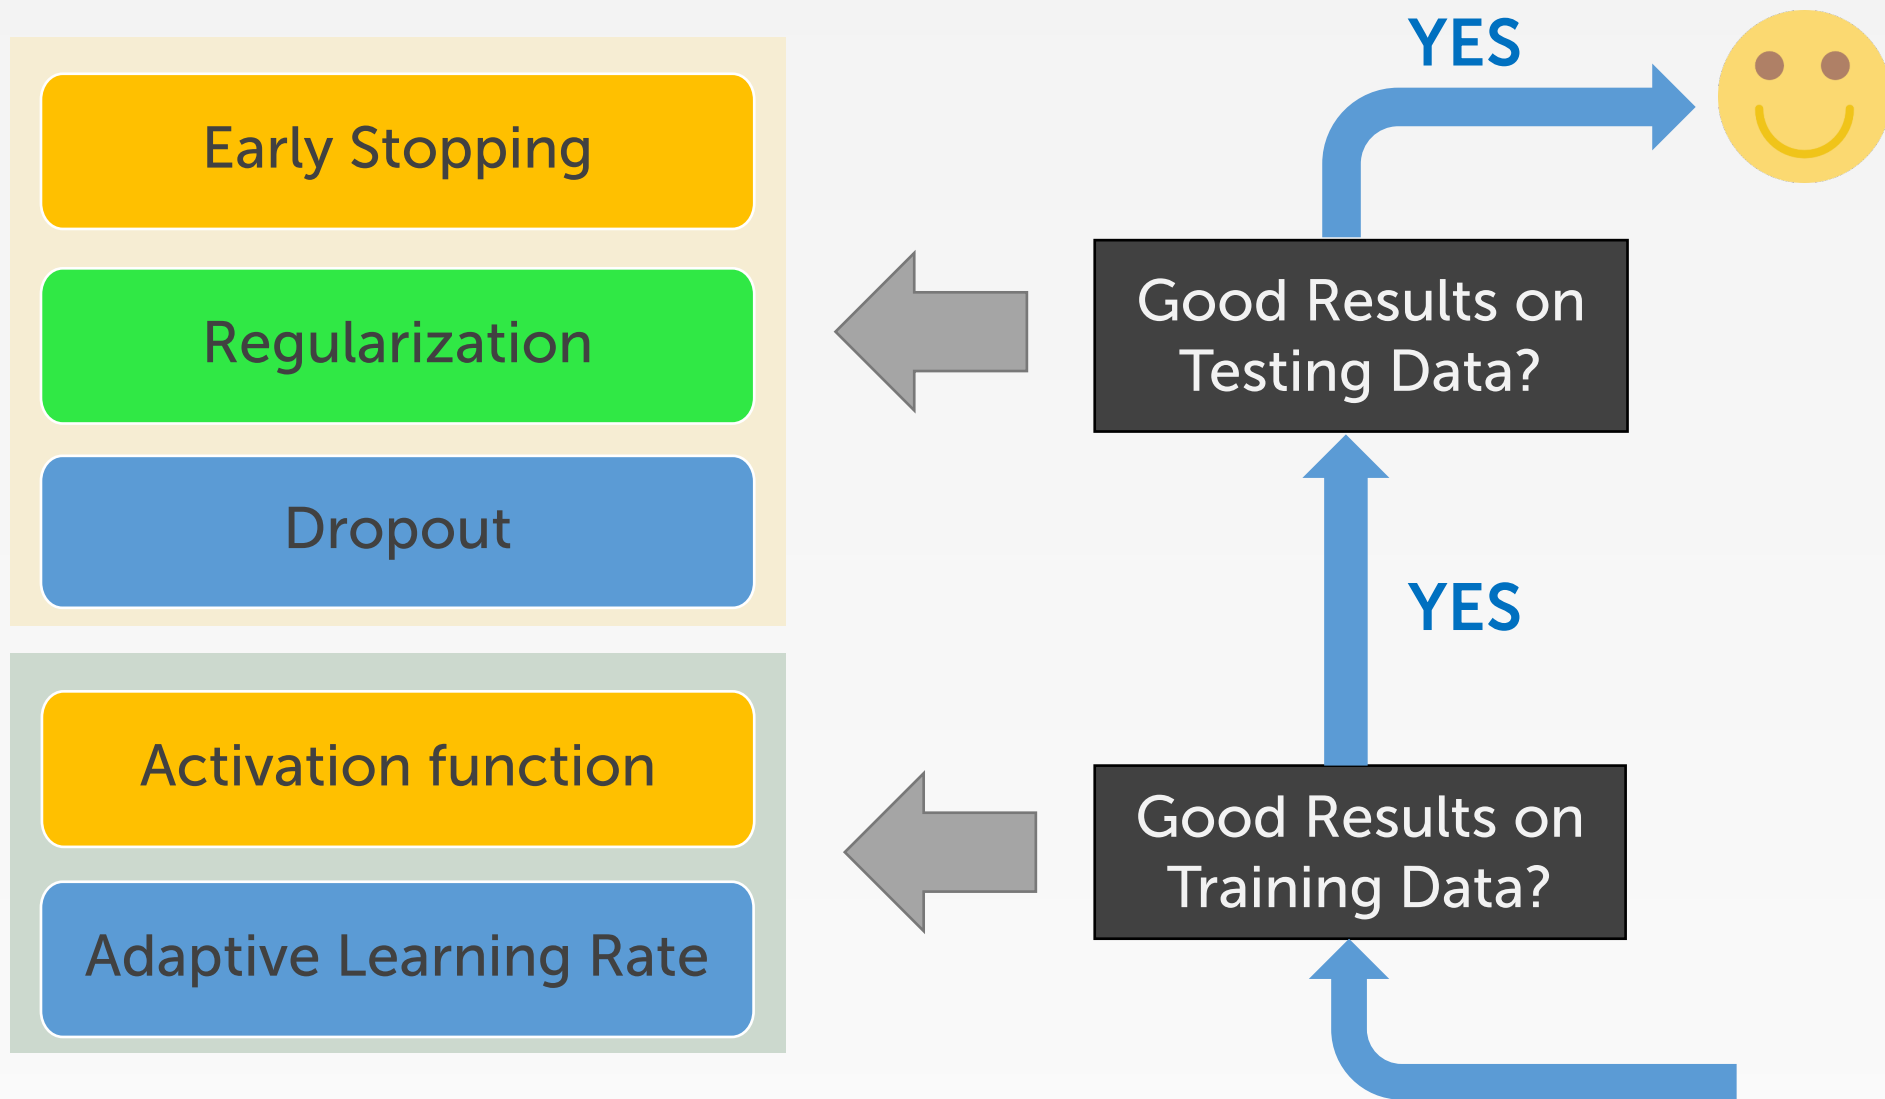 YES
Early Stopping
Regularization
Dropout
Good Results on
Testing Data?
YES
Activation function
Adaptive Learning Rate
Good Results on
Training Data?